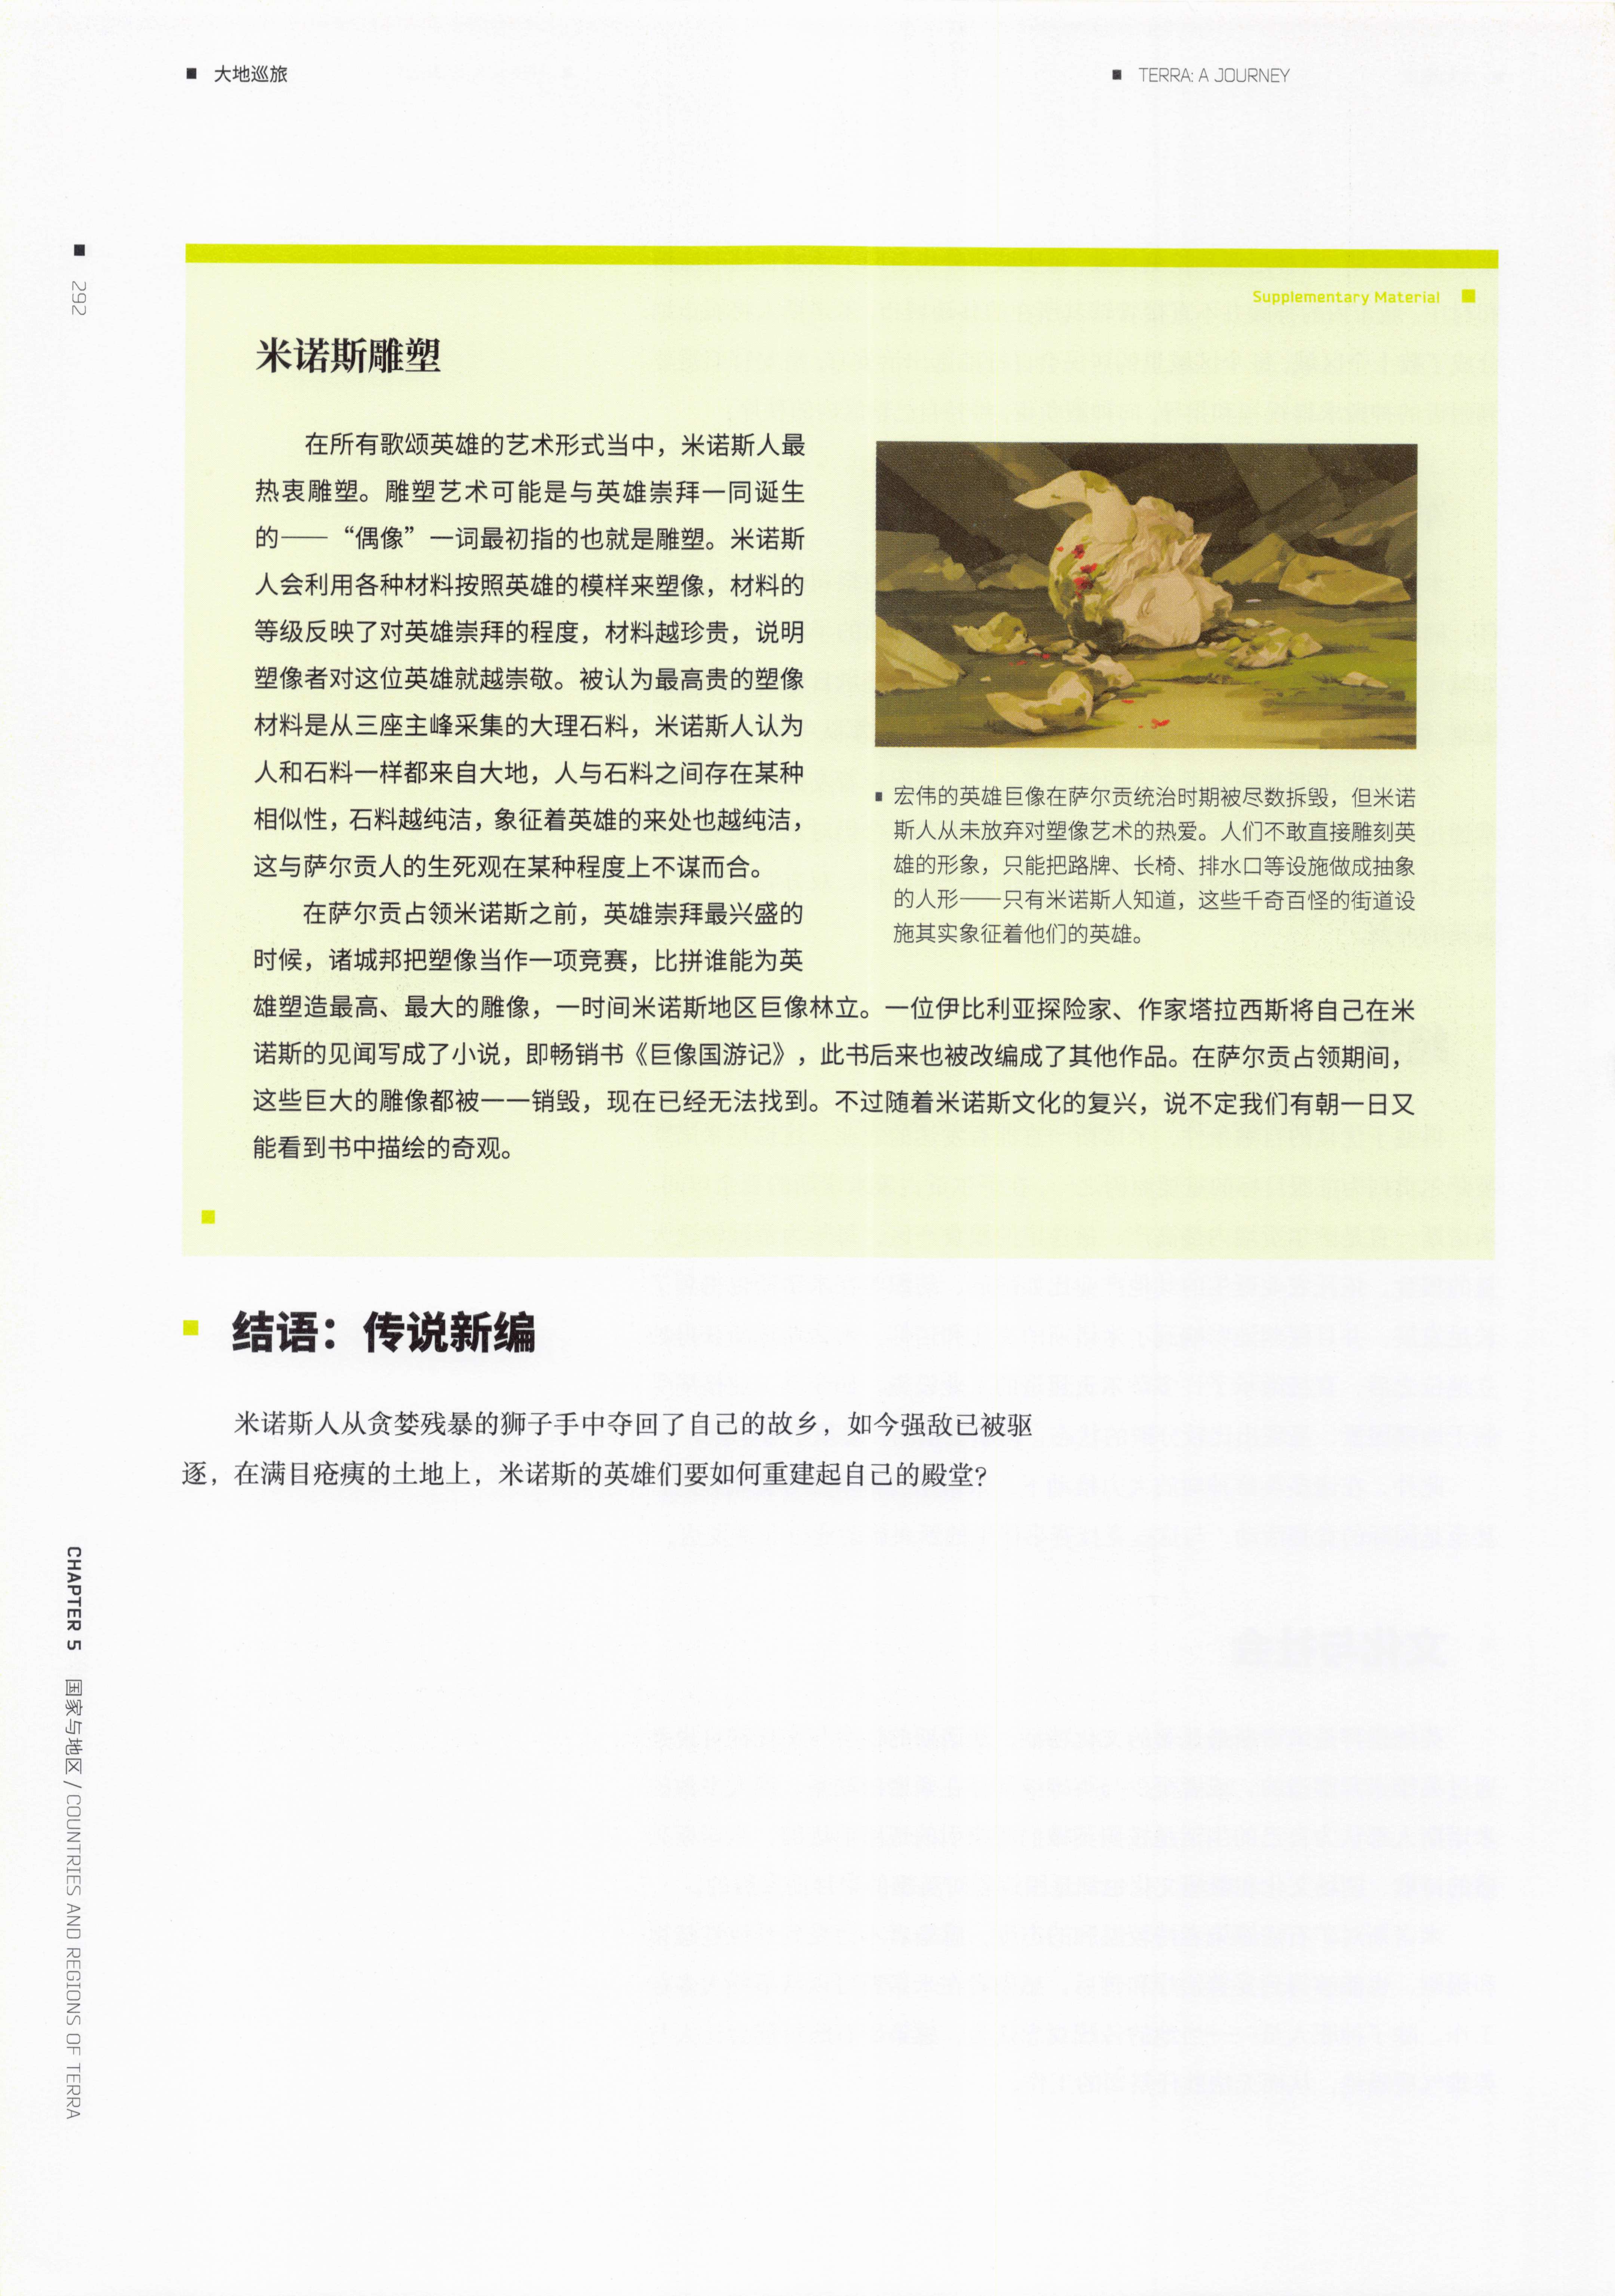 大地巡旅
TERRA: A JOURNEY
292
Supplementary Material
米诺斯雕塑
在所有歌颂英雄的艺术形式当中，米诺斯人最
热衷雕塑。雕塑艺术可能是与英雄崇拜一同诞生
的——“偶像”一词最初指的也就是雕塑。米诺斯
人会利用各种材料按照英雄的模样来塑像，材料的
等级反映了对英雄崇拜的程度，材料越珍贵，说明
塑像者对这位英雄就越崇敬。被认为最高贵的塑像
材料是从三座主峰采集的大理石料，米诺斯人认为
人和石料一样都来自大地，人与石料之间存在某种
相似性，石料越纯洁，象征着英雄的来处也越纯洁，
这与萨尔贡人的生死观在某种程度上不谋而合。
在萨尔贡占领米诺斯之前，英雄崇拜最兴盛的
时候，诸城邦把塑像当作一项竞赛，比拼谁能为英
雄塑造最高、最大的雕像，一时间米诺斯地区巨像林立。一位伊比利亚探险家、作家塔拉西斯将自己在米
诺斯的见闻写成了小说，即畅销书《巨像国游记》，此书后来也被改编成了其他作品。在萨尔贡占领期间，
这些巨大的雕像都被一一销毁，现在已经无法找到。不过随着米诺斯文化的复兴，说不定我们有朝一日又
能看到书中描绘的奇观。
宏伟的英雄巨像在萨尔贡统治时期被尽数拆毁，但米诺
斯人从未放弃对塑像艺术的热爱。人们不敢直接雕刻英
雄的形象，只能把路牌、长椅、排水口等设施做成抽象
的人形——只有米诺斯人知道，这些千奇百怪的街道设
施其实象征着他们的英雄。
结语：传说新编
米诺斯人从贪婪残暴的狮子手中夺回了自己的故乡，如今强敌已被驱
逐，在满目疮痍的土地上，米诺斯的英雄们要如何重建起自己的殿堂？
CHAPTER 5 国家与地区 / COUNTRIES AND REGIONS OF TERRA